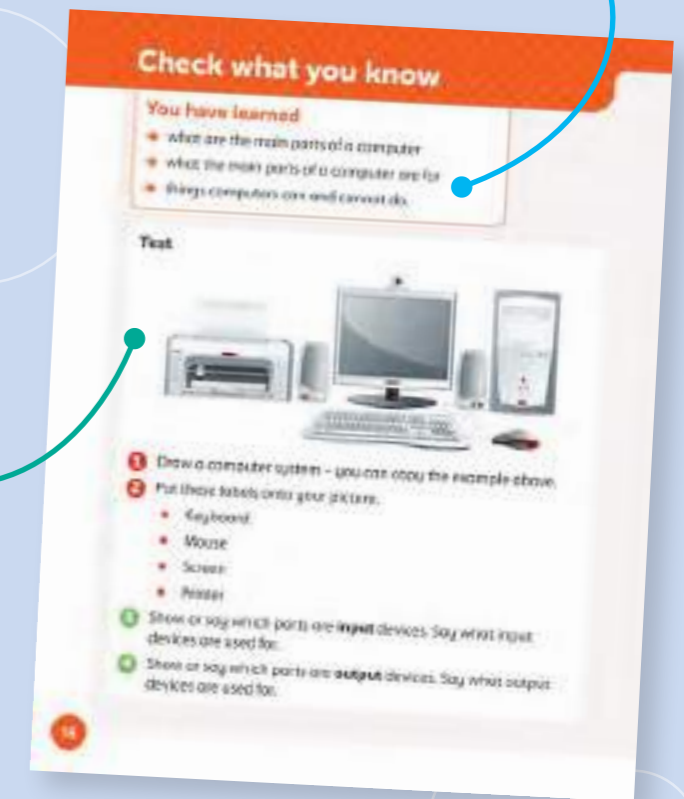 Check what you know
You have learned
what are the main parts of a computer
what the main parts of a computer are for
things computers can and cannot do.
Test
1 Draw a computer system – you can copy the example above.
2 Put these labels onto your picture.
Keyboard
Mouse
Screen
Printer
3 Show or say which parts are input devices. Say what input
devices are used for.
4 Show or say which parts are output devices. Say what output
devices are used for.